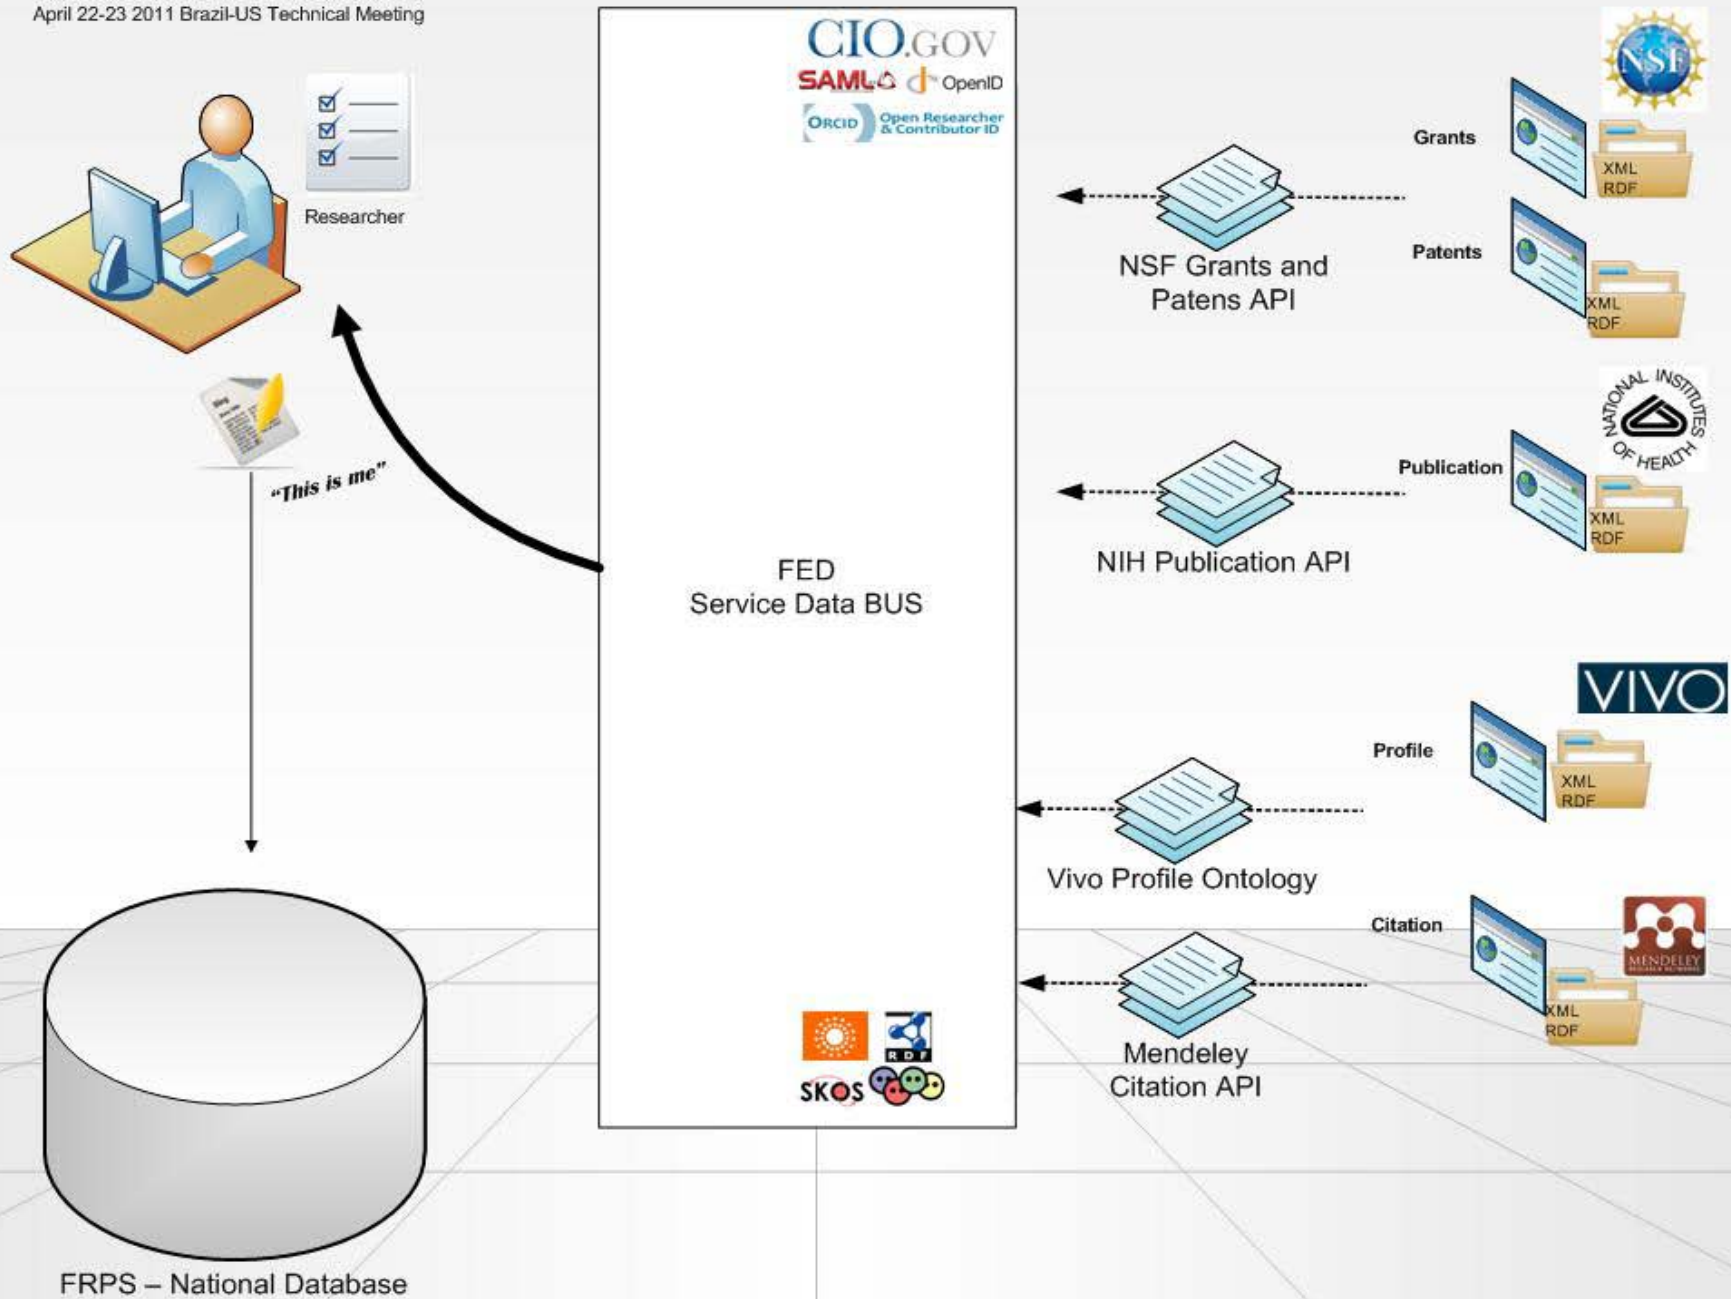 April 22-23 2011 Brazil-US Technical Meeting
Researcher
“This is me”
FRPS – National Database
CIO.GOV
SAML
OpenID
ORCID
Open Researcher
& Contributor ID
FED
Service Data BUS
RDF
SKOS
NSF
Grants
XML
RDF
Patents
XML
RDF
NSF Grants and
Patens API
NATIONAL INSTITUTES
OF HEALTH
Publication
XML
RDF
NIH Publication API
VIVO
Profile
XML
RDF
Vivo Profile Ontology
Citation
MENDELEY
XML
RDF
Mendeley
Citation API